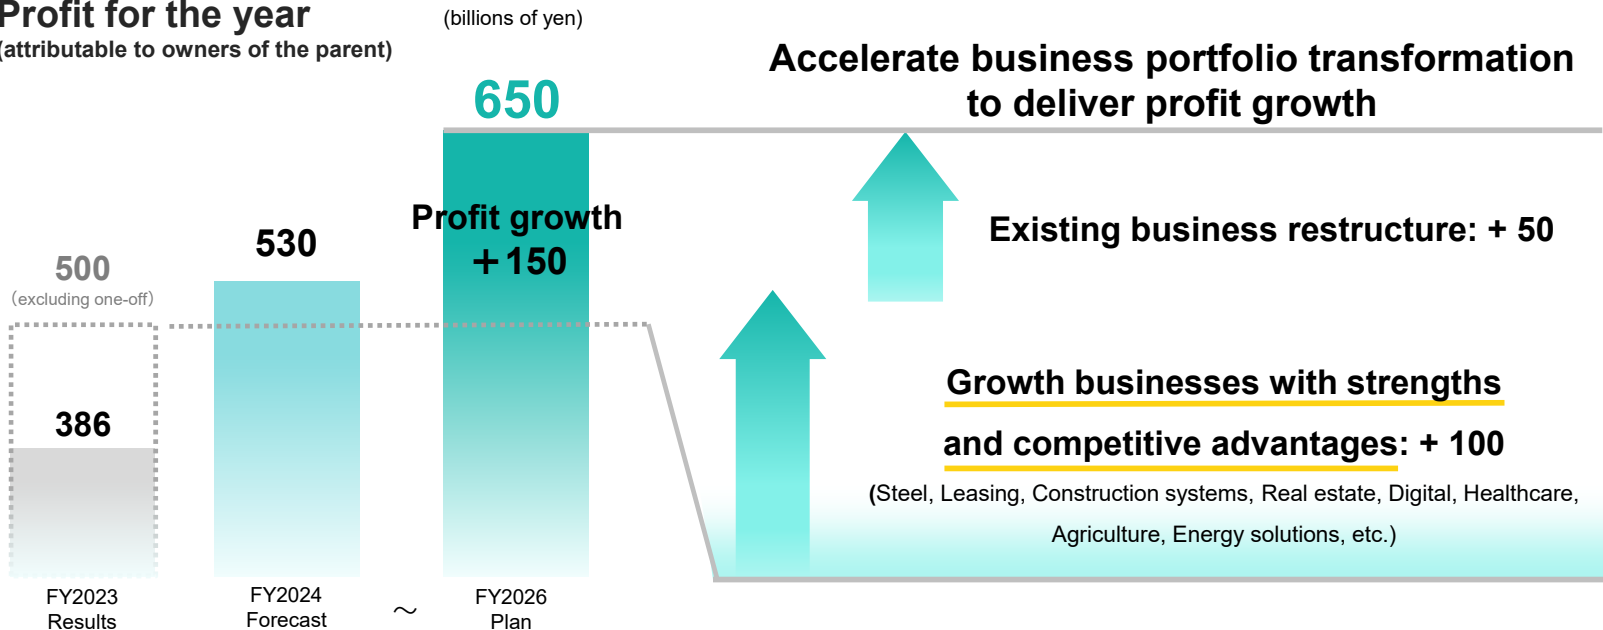 Profit for the year
(attributable to owners of the parent)
(billions of yen)
Accelerate business portfolio transformation
to deliver profit growth
650
Profit growth
+150
530
500
(excluding one-off)
386
Existing business restructure: + 50
Growth businesses with strengths
and competitive advantages: + 100
(Steel, Leasing, Construction systems, Real estate, Digital, Healthcare,
Agriculture, Energy solutions, etc.)
FY2023
Results
FY2024
Forecast
~
FY2026
Plan